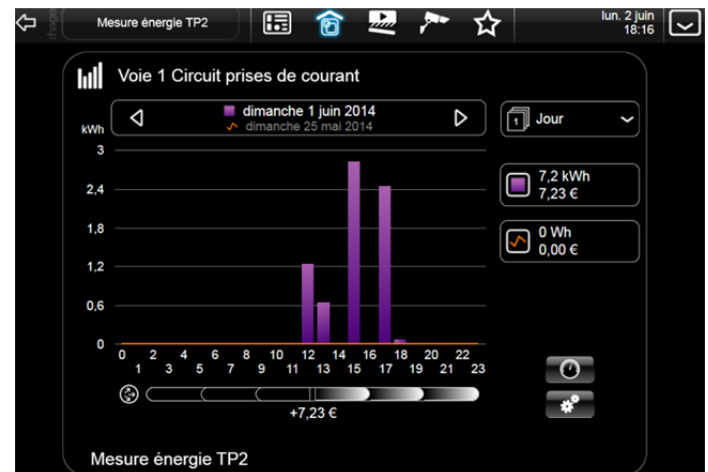 Mesure énergie TP2
lun. 2 juin
18:16
Voie 1 Circuit prises de courant
dimanche 1 juin 2014
dimanche 25 mai 2014
1
Jour
kWh
3
2,4
1,8
1,2
0,6
0
7,2 kWh
7,23 €
0 Wh
0,00 €
0 2 4 6 8 10 12 14 16 18 20 22
1 3 5 7 9 11 13 15 17 19 21 23
+7,23 €
Mesure énergie TP2